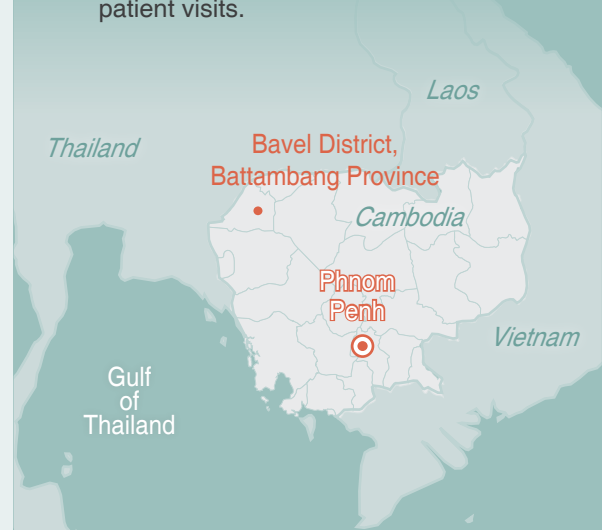 patient visits.
Laos
Thailand
Bavel District,
Battambang Province
Cambodia
Phnom
Penh
Vietnam
Gulf
of
Thailand